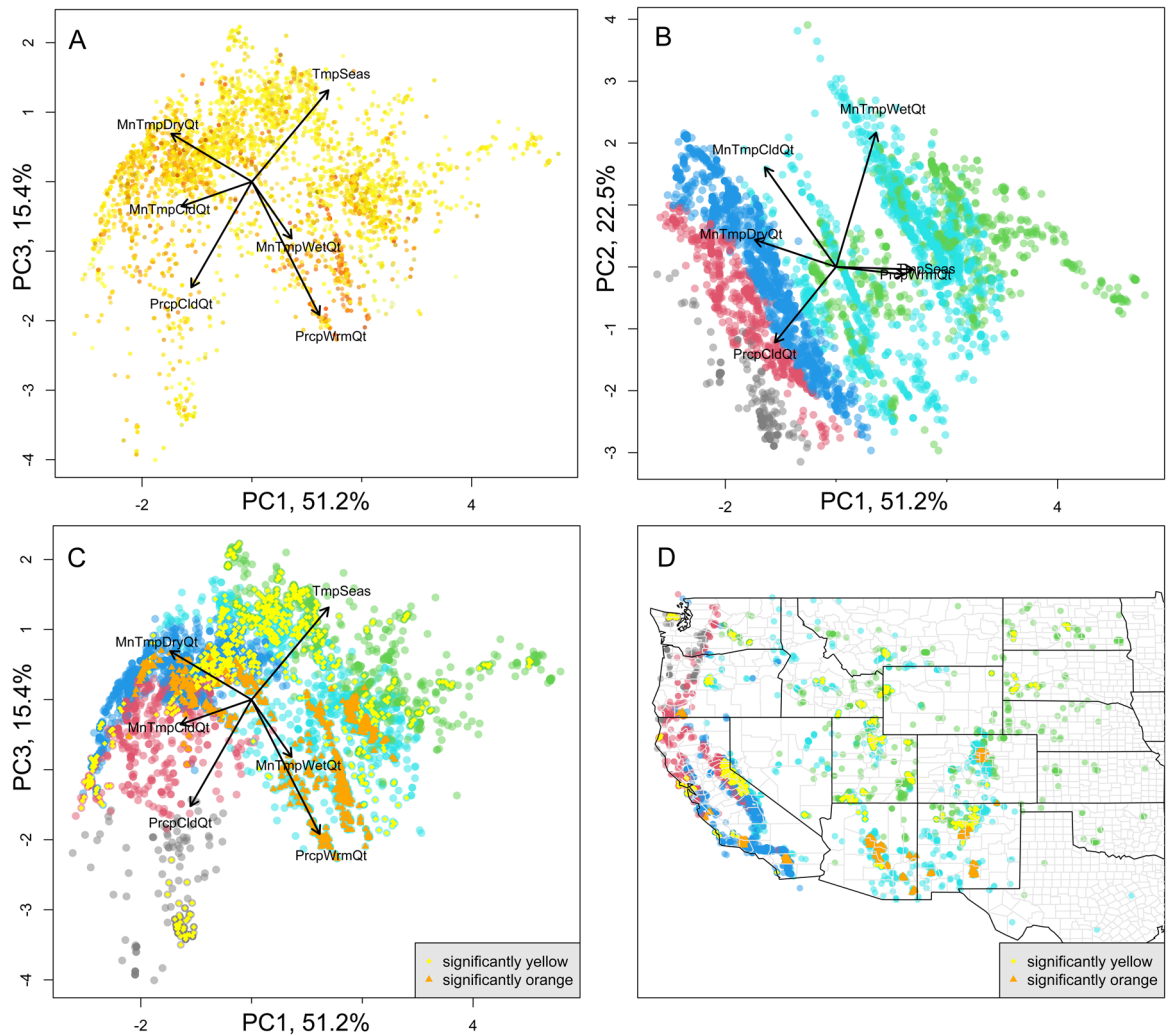 A
2
1
-2
-3
-4
PC3, 15.4%
TmpSeas
MnTmpDryQt
MnTmpCldQt
MnTmpWetQt
PrcpCldQt
PrcpWrmQt
-2
4
PC1, 51.2%
B
4
3
2
1
-1
-2
-3
PC2, 22.5%
MnTmpWetQt
MnTmpCldQt
MnTmpDryQt
TmpSeas
PrcpWrmQt
PrcpCldQt
-2
4
PC1, 51.2%
C
2
1
-2
-3
-4
PC3, 15.4%
TmpSeas
MnTmpDryQt
MnTmpCldQt
MnTmpWetQt
PrcpCldQt
PrcpWrmQt
significantly yellow
significantly orange
-2
4
PC1, 51.2%
D
significantly yellow
significantly orange